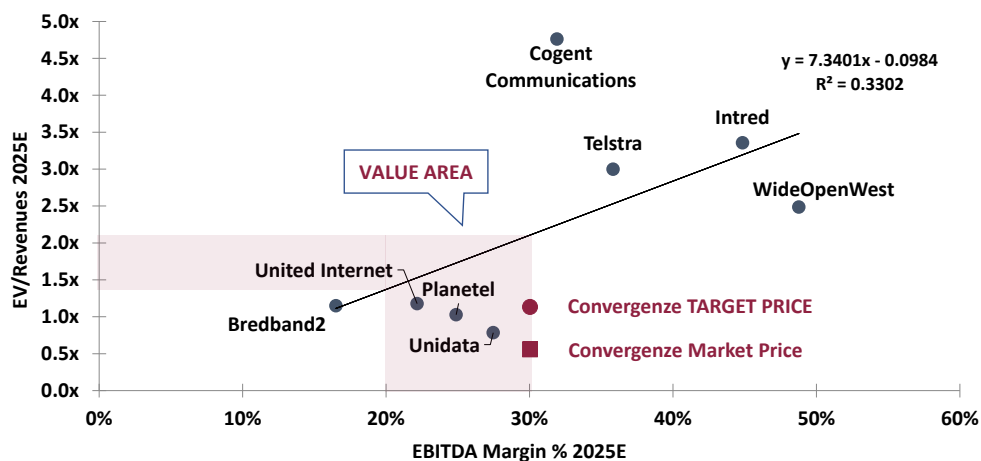 5.0x
4.5x
4.0x
3.5x
3.0x
2.5x
2.0x
1.5x
1.0x
0.5x
0.0x
EV/Revenues 2025E
Cogent
Communications
y = 7.3401x - 0.0984
R² = 0.3302
Intred
Telstra
VALUE AREA
WideOpenWest
United Internet
Planetel
Bredband2
Unidata
Convergenze TARGET PRICE
Convergenze Market Price
0%
10%
20%
30%
40%
50%
60%
EBITDA Margin % 2025E